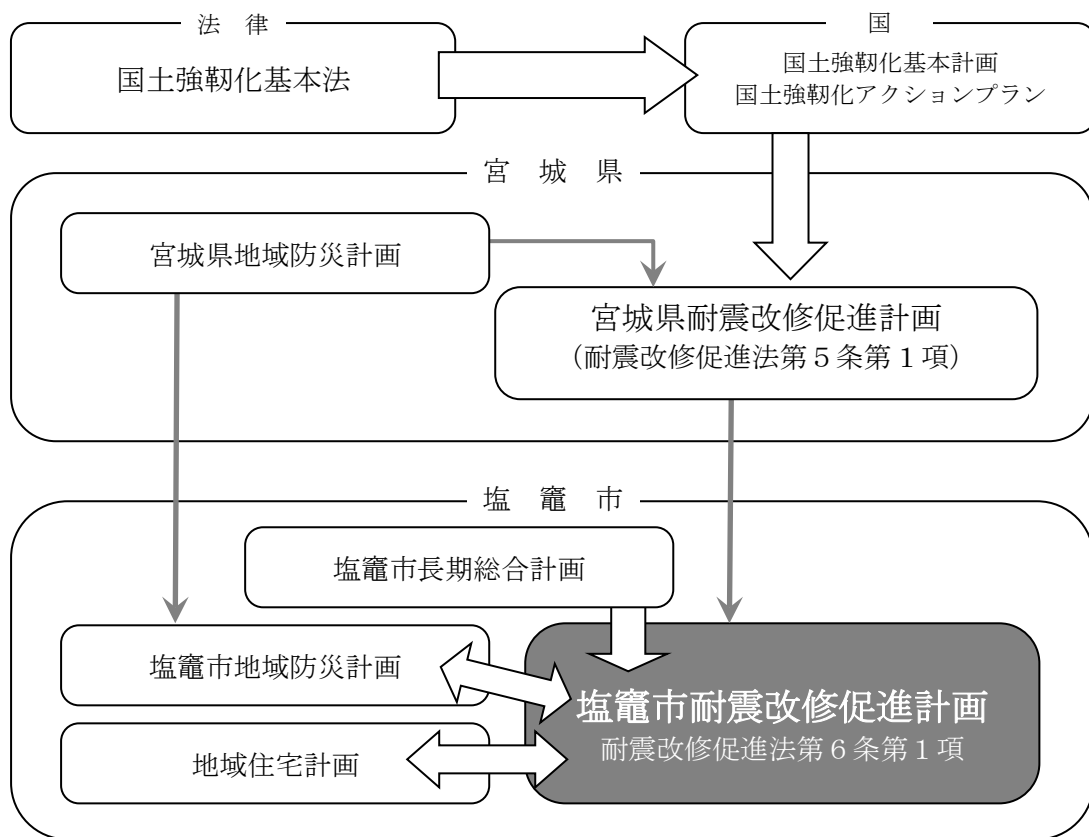 法　律
国土強靭化基本法
国
国土強靭化基本計画
国土強靭化アクションプラン
宮　城　県
宮城県地域防災計画
宮城県耐震改修促進計画
（耐震改修促進法第５条第１項）
塩　竈　市
塩竈市長期総合計画
塩竈市地域防災計画
塩竈市耐震改修促進計画
耐震改修促進法第６条第１項
地域住宅計画